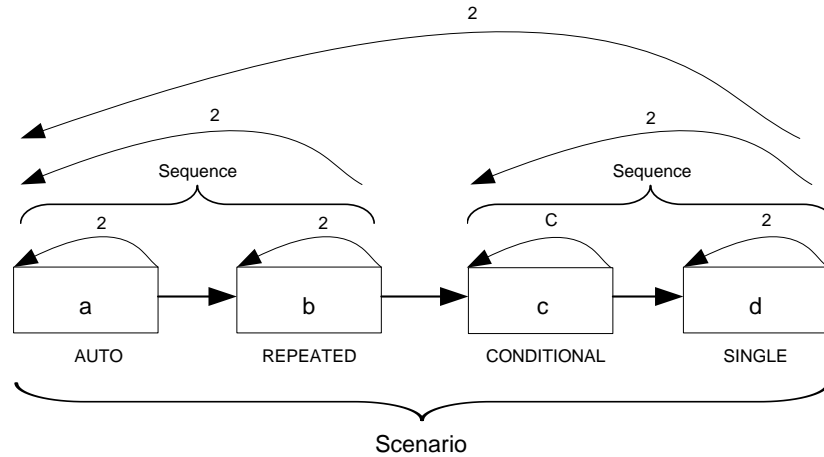 2
2
2
Sequence
Sequence
2
2
C
2
a
b
c
d
AUTO
REPEATED
CONDITIONAL
SINGLE
Scenario